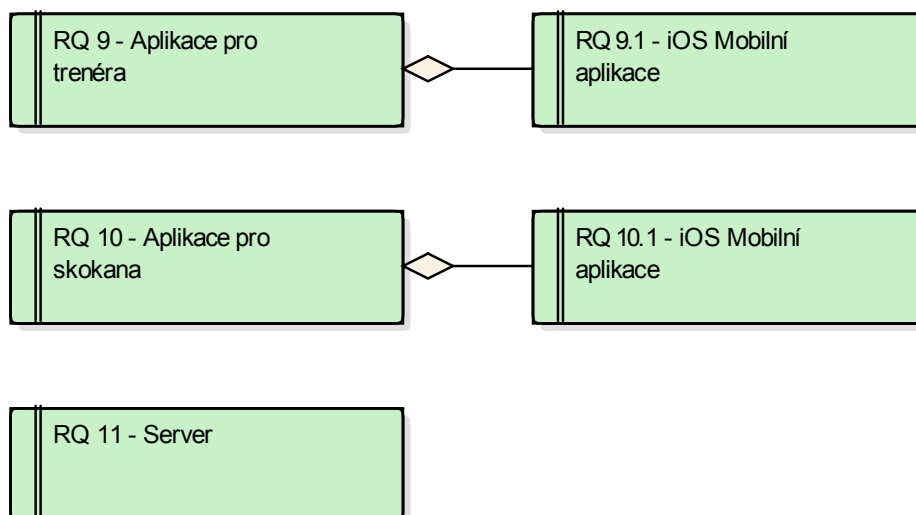 RQ 9 - Aplikace pro
trenéra
RQ 9.1 - iOS Mobilní
aplikace
RQ 10 - Aplikace pro
skokana
RQ 10.1 - iOS Mobilní
aplikace
RQ 11 - Server